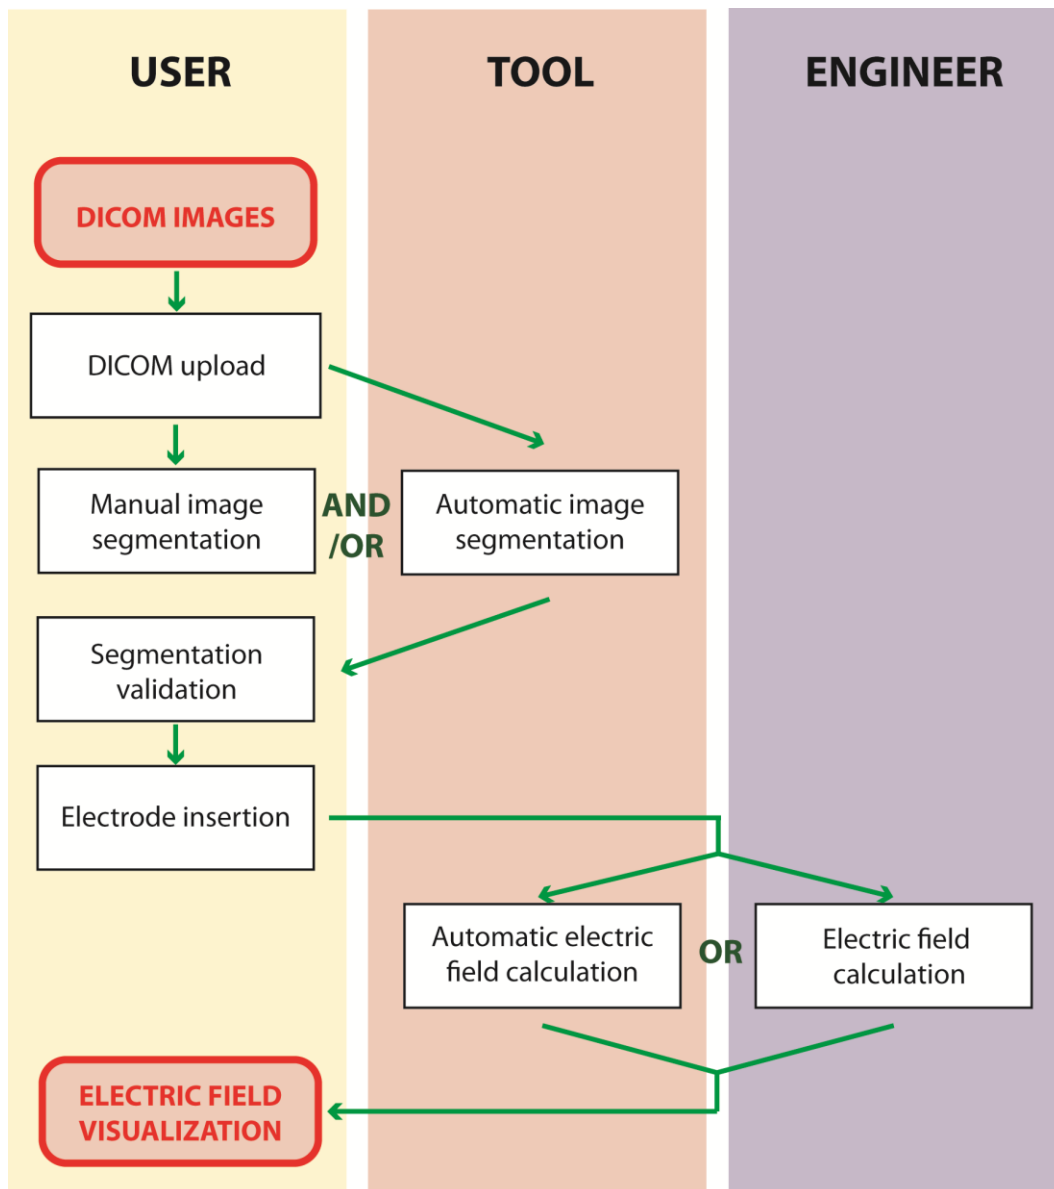 USER
TOOL
ENGINEER
DICOM IMAGES
DICOM upload
Manual image
segmentation
AND
/OR
Automatic image
segmentation
Segmentation
validation
Electrode insertion
Automatic electric
field calculation
OR
Electric field
calculation
ELECTRIC FIELD
VISUALIZATION